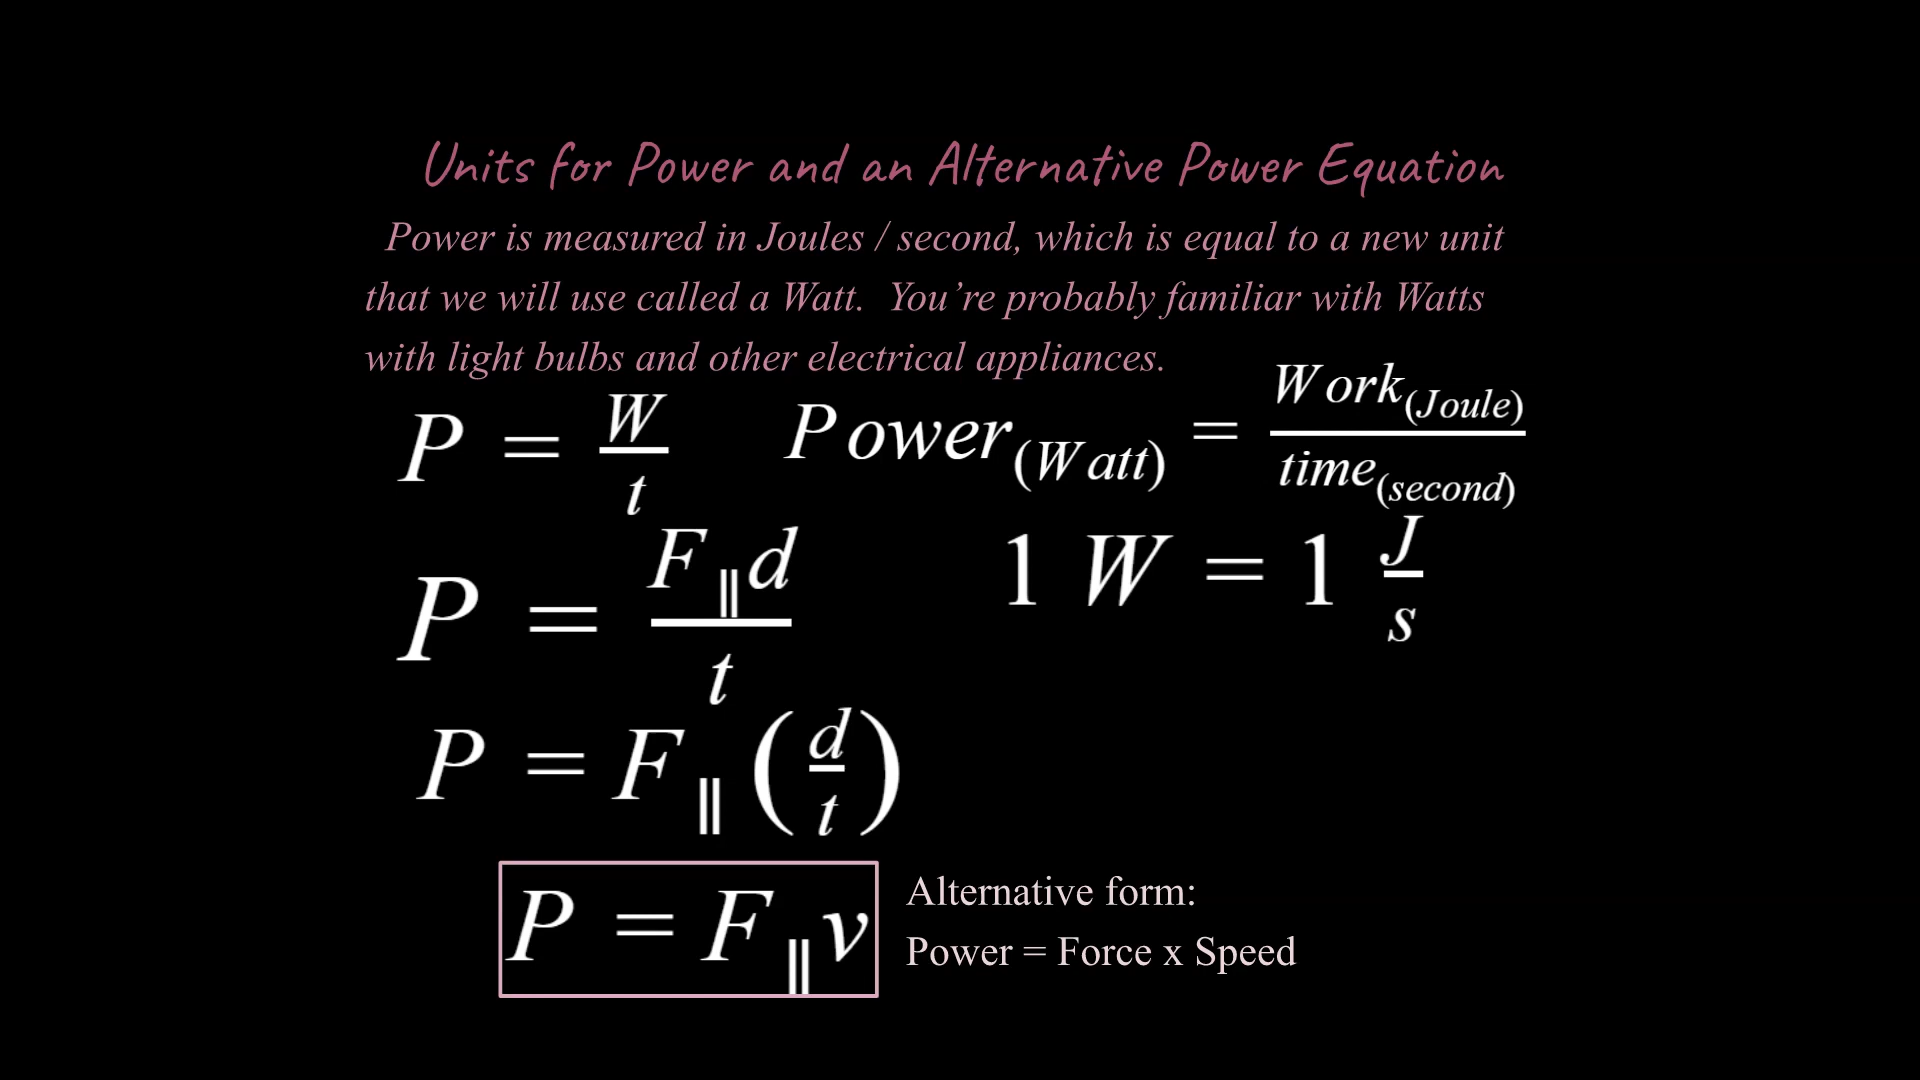 Units for Power and an Alternative Power Equation
Power is measured in Joules / second, which is equal to a new unit
that we will use called a Watt.  You’re probably familiar with Watts
with light bulbs and other electrical appliances.
P = W/t
Power(Watt) = Work(Joule)/time(second)
P = F||d/t
1 W = 1 J/s
P = F||(d/t)
P = F||v
Alternative form:
Power = Force x Speed